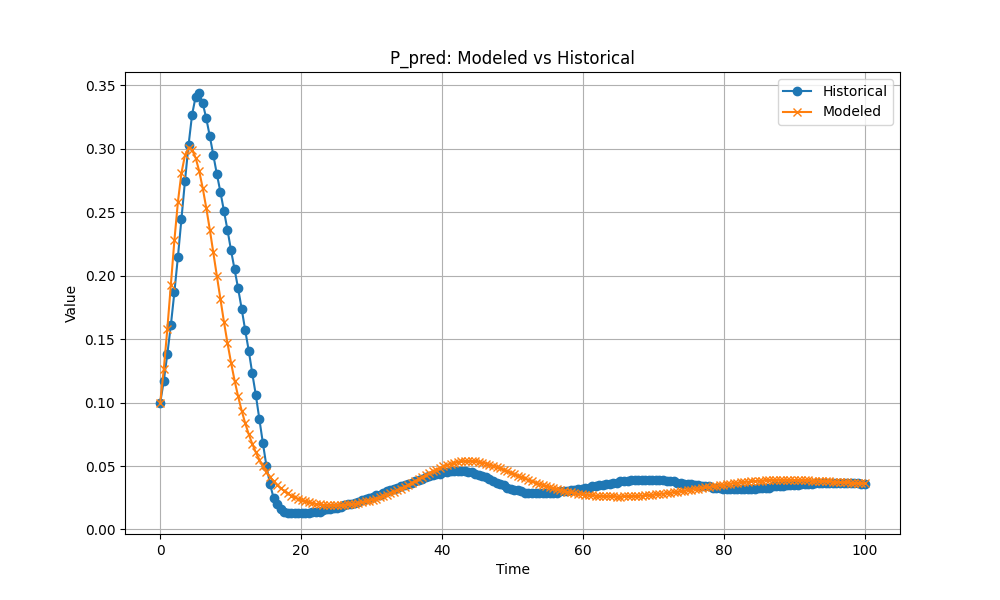 P_pred: Modeled vs Historical
Historical
Modeled
0.35
0.30
0.25
0.20
0.15
0.10
0.05
0.00
Value
0 20 40 60 80 100
Time